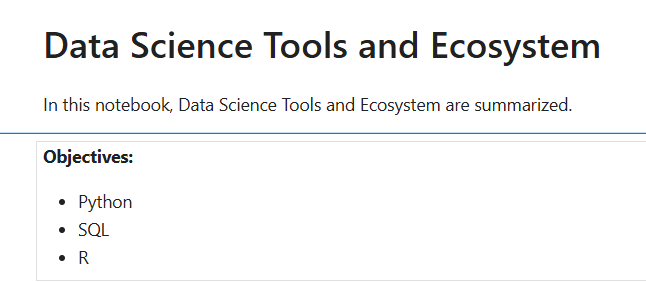 Data Science Tools and Ecosystem
In this notebook, Data Science Tools and Ecosystem are summarized.
Objectives:
• Python
• SQL
• R